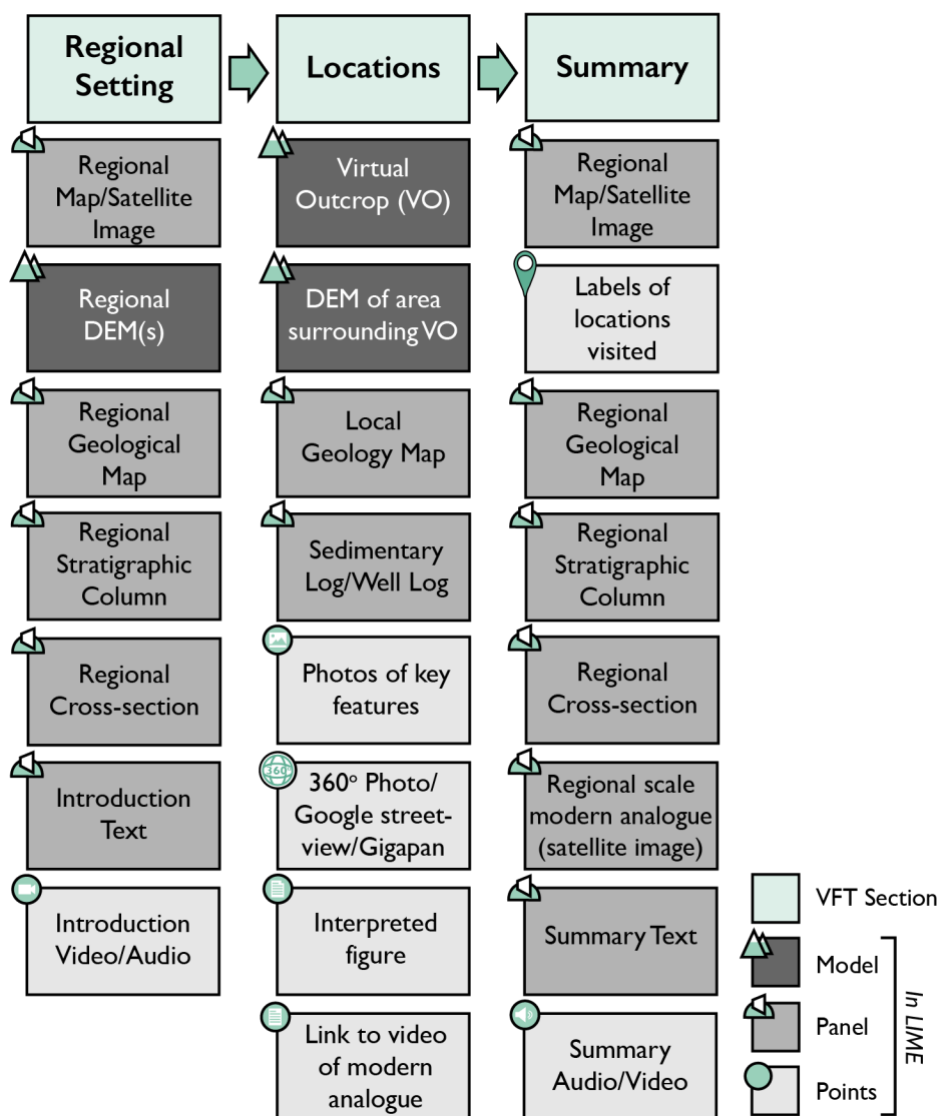 Regional
Setting
Locations
Summary
Regional
Map/Satellite
Image
Regional
DEM(s)
Regional
Geological
Map
Regional
Stratigraphic
Column
Regional
Cross-section
Introduction
Text
Introduction
Video/Audio
Virtual
Outcrop (VO)
DEM of area
surrounding VO
Local
Geology Map
Sedimentary
Log/Well Log
Photos of key
features
360
360° Photo/
Google street-
view/Gigapan
Interpreted
figure
Link to video
of modern
analogue
Regional
Map/Satellite
Image
Labels of
locations
visited
Regional
Geological
Map
Regional
Stratigraphic
Column
Regional
Cross-section
Regional scale
modern analogue
(satellite image)
Summary Text
Summary
Audio/Video
VFT Section
Model
Panel
Points
In LIME